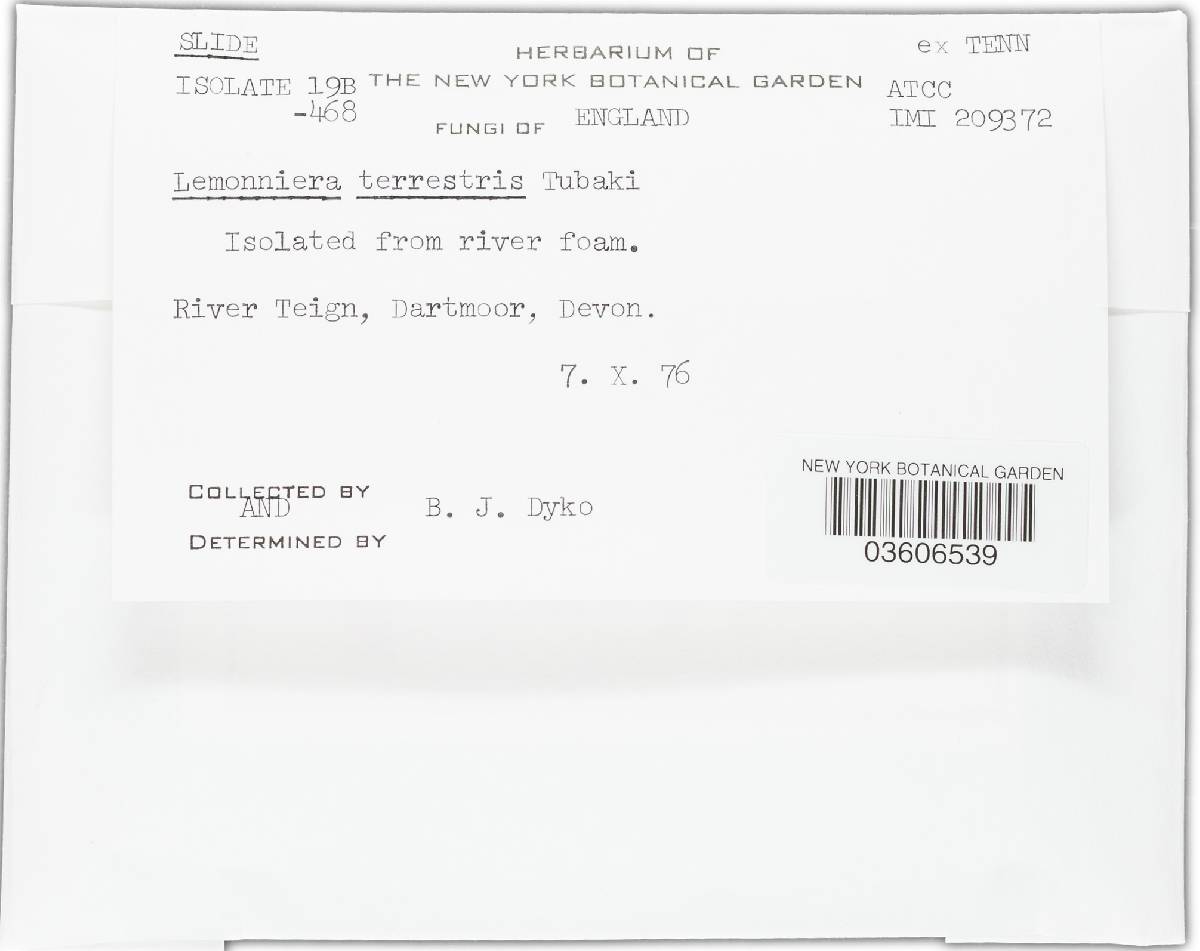 SLIDE
HERBARIUM OF
ex TENN
ISOLATE 19B
THE NEW YORK BOTANICAL GARDEN
ATCC
-468
FUNGI OF ENGLAND
IMI 209372
Lemonniera terrestris Tubaki
Isolated from river foam.
River Teign, Dartmoor, Devon.
7. X. 76
COLLECTED BY
AND
B. J. Dyko
DETERMINED BY
NEW YORK BOTANICAL GARDEN
03606539